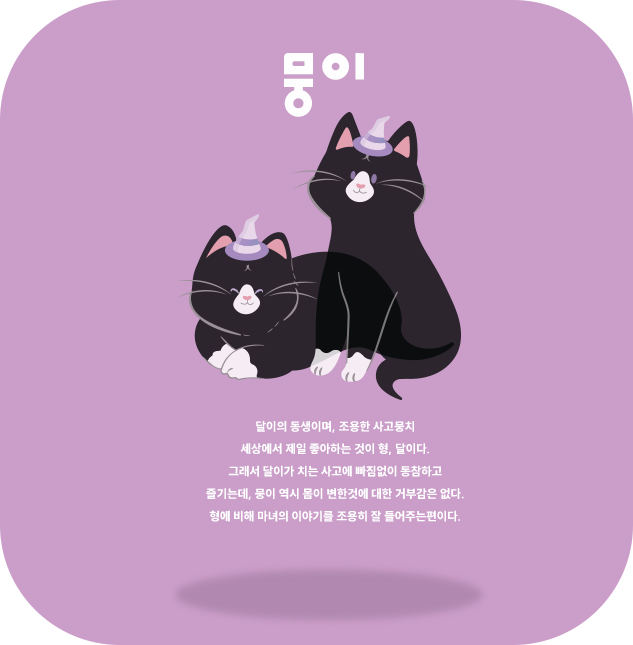 뭉이
달이의 동생이며, 조용한 사고뭉치
세상에서 제일 좋아하는 것이 형, 달이다.
그래서 달이가 치는 사고에 빠짐없이 동참하고
즐기는데, 뭉이 역시 몸이 변한것에 대한 거부감은 없다.
형에 비해 마녀의 이야기를 조용히 잘 들어주는편이다.